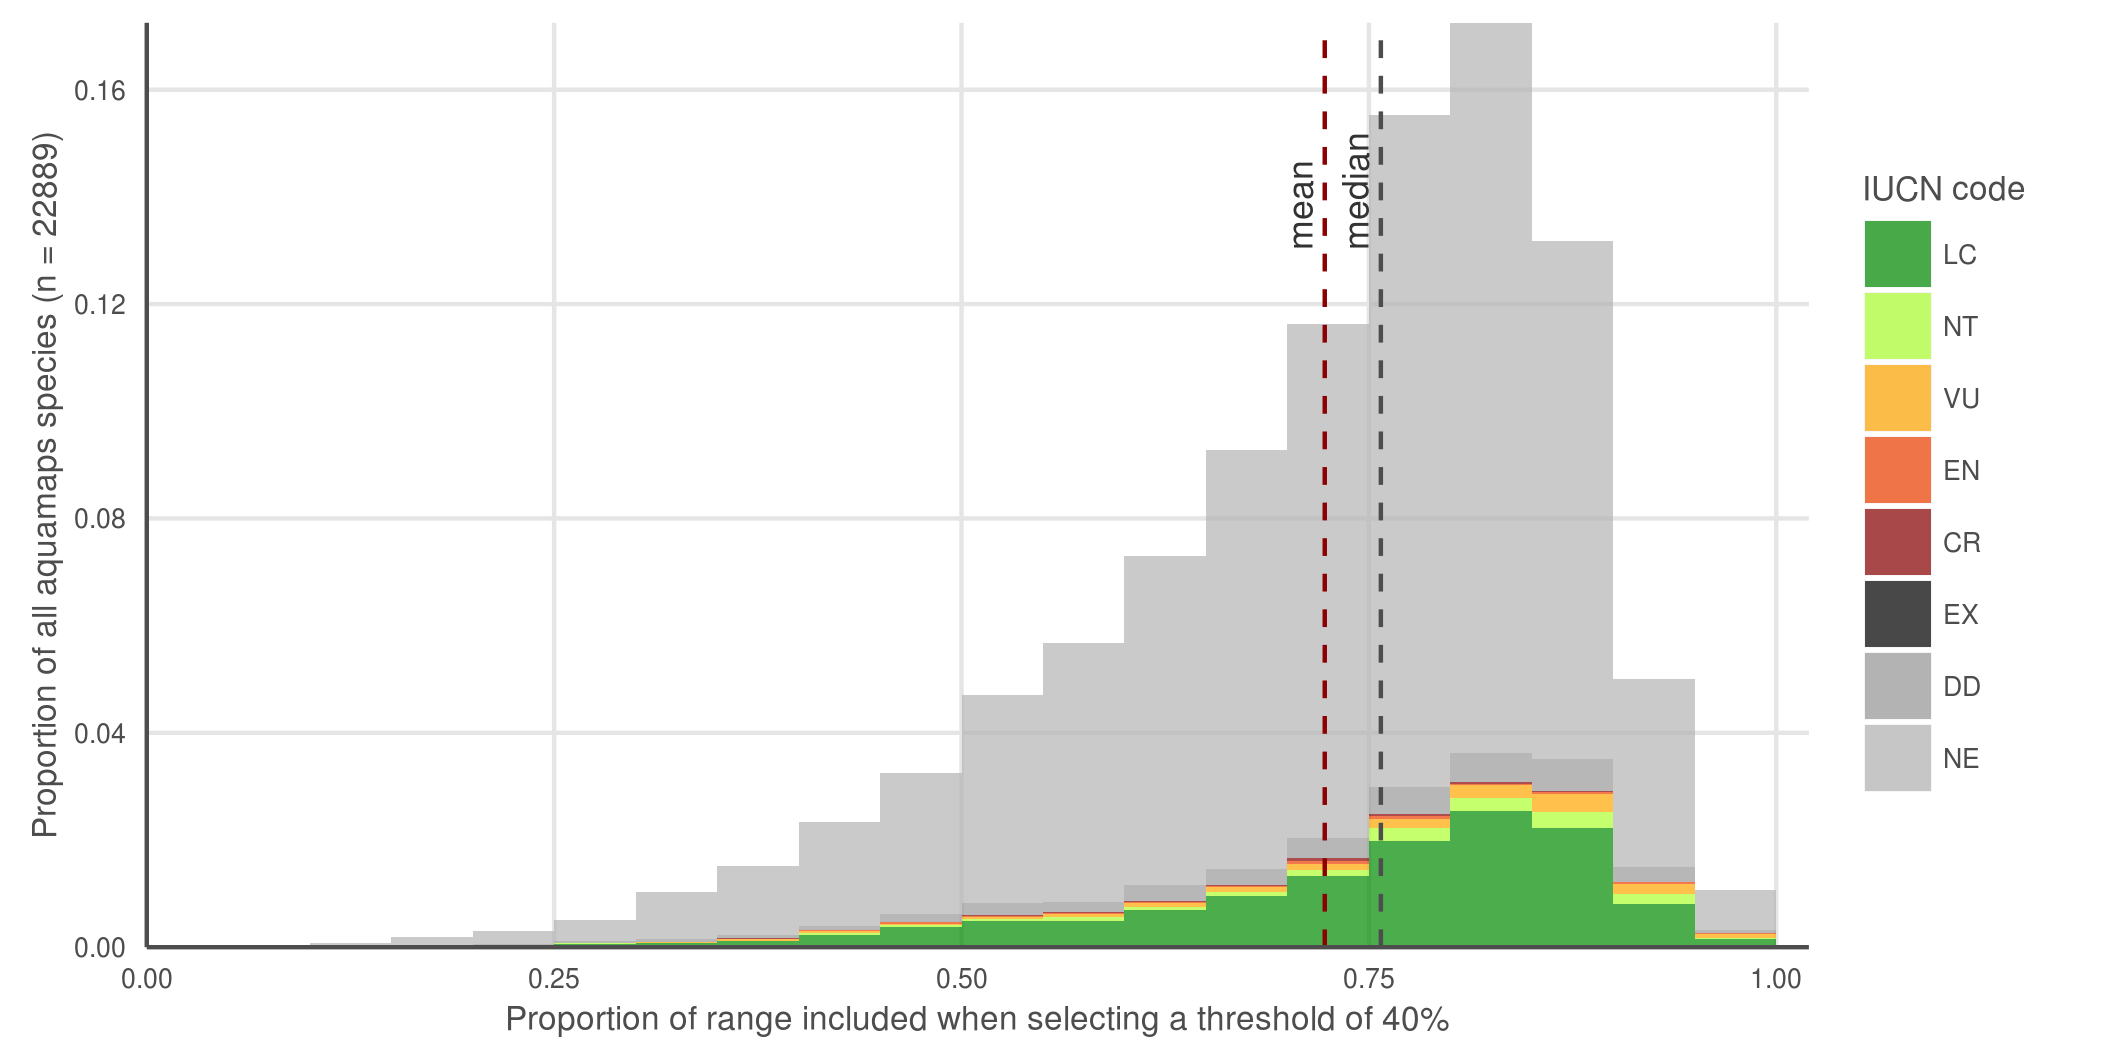 Proportion of all aquamaps species (n = 22889)
0.16
0.12
0.08
0.04
0.00
mean
median
0.00
0.25
0.50
0.75
1.00
Proportion of range included when selecting a threshold of 40%
IUCN code
LC
NT
VU
EN
CR
EX
DD
NE